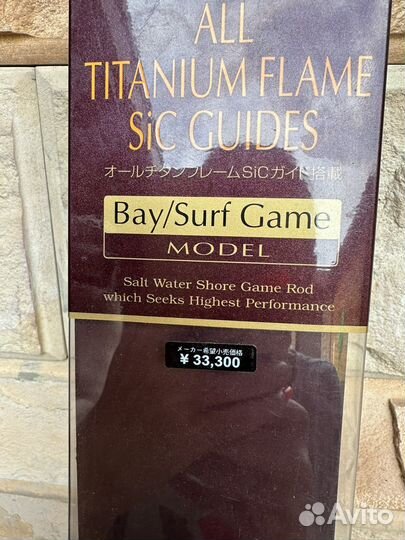 ALL
TITANIUM FLAME
SiC GUIDES
オールチタンフレームSiCガイド搭載
Bay/Surf Game
MODEL
Salt Water Shore Game Rod
which Seeks Highest Performance
メーカー希望小売価格
¥ 33,300
Avito